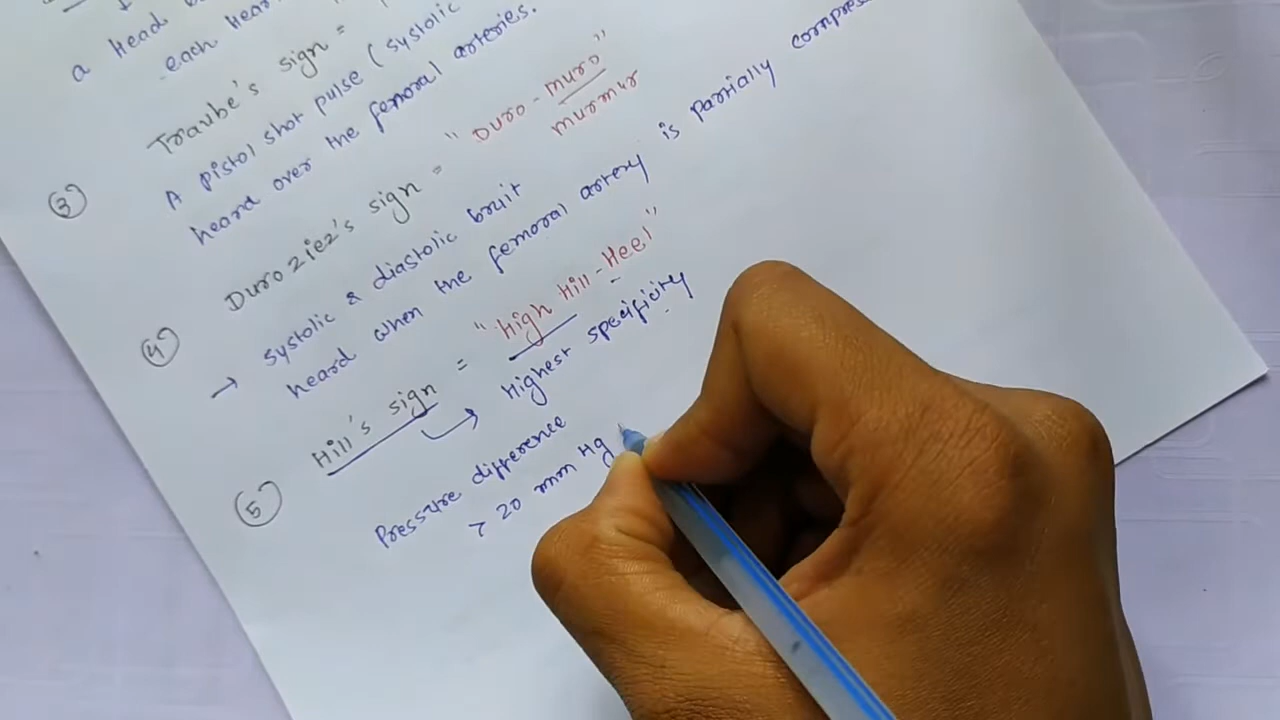 a Head
each hear
③ Traube's sign =
A pistol shot pulse (systolic
heard over the femoral arteries.
④ Duroziez's sign = "Duro-Muro"
murmur
→ systolic & diastolic bruit
heard when the femoral artery is partially compres
⑤ Hill's sign = "High Hill-Heel"
Highest specificity
Pressure difference
> 20 mm Hg